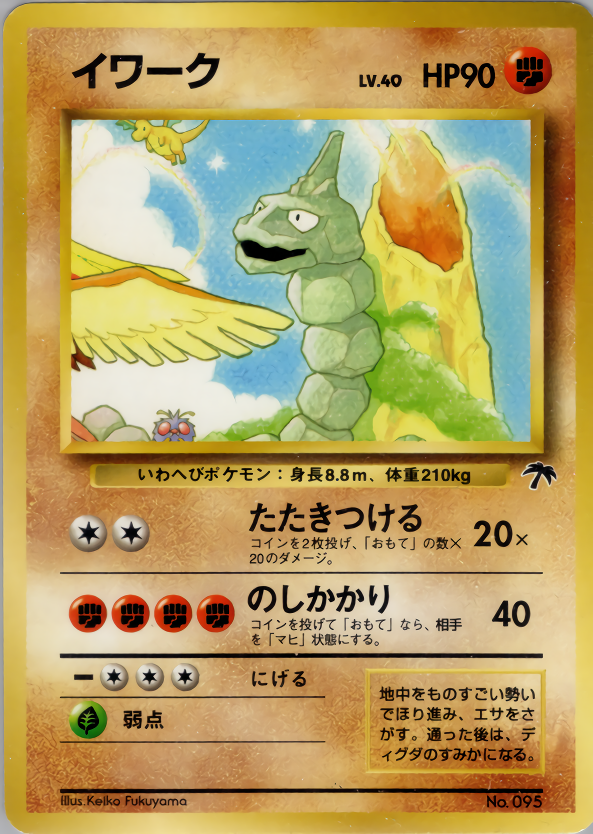 イワーク LV.40 HP90
いわへびポケモン：身長8.8m、体重210kg
たたきつける 20×
コインを2枚投げ、「おもて」の数×
20のダメージ。
のしかかり 40
コインを投げて「おもて」なら、相手
を「マヒ」状態にする。
にげる
弱点
地中をものすごい勢い
でほり進み、エサをさ
がす。通った後は、デ
ィグダのすみかになる。
Illus.Keiko Fukuyama No. 095